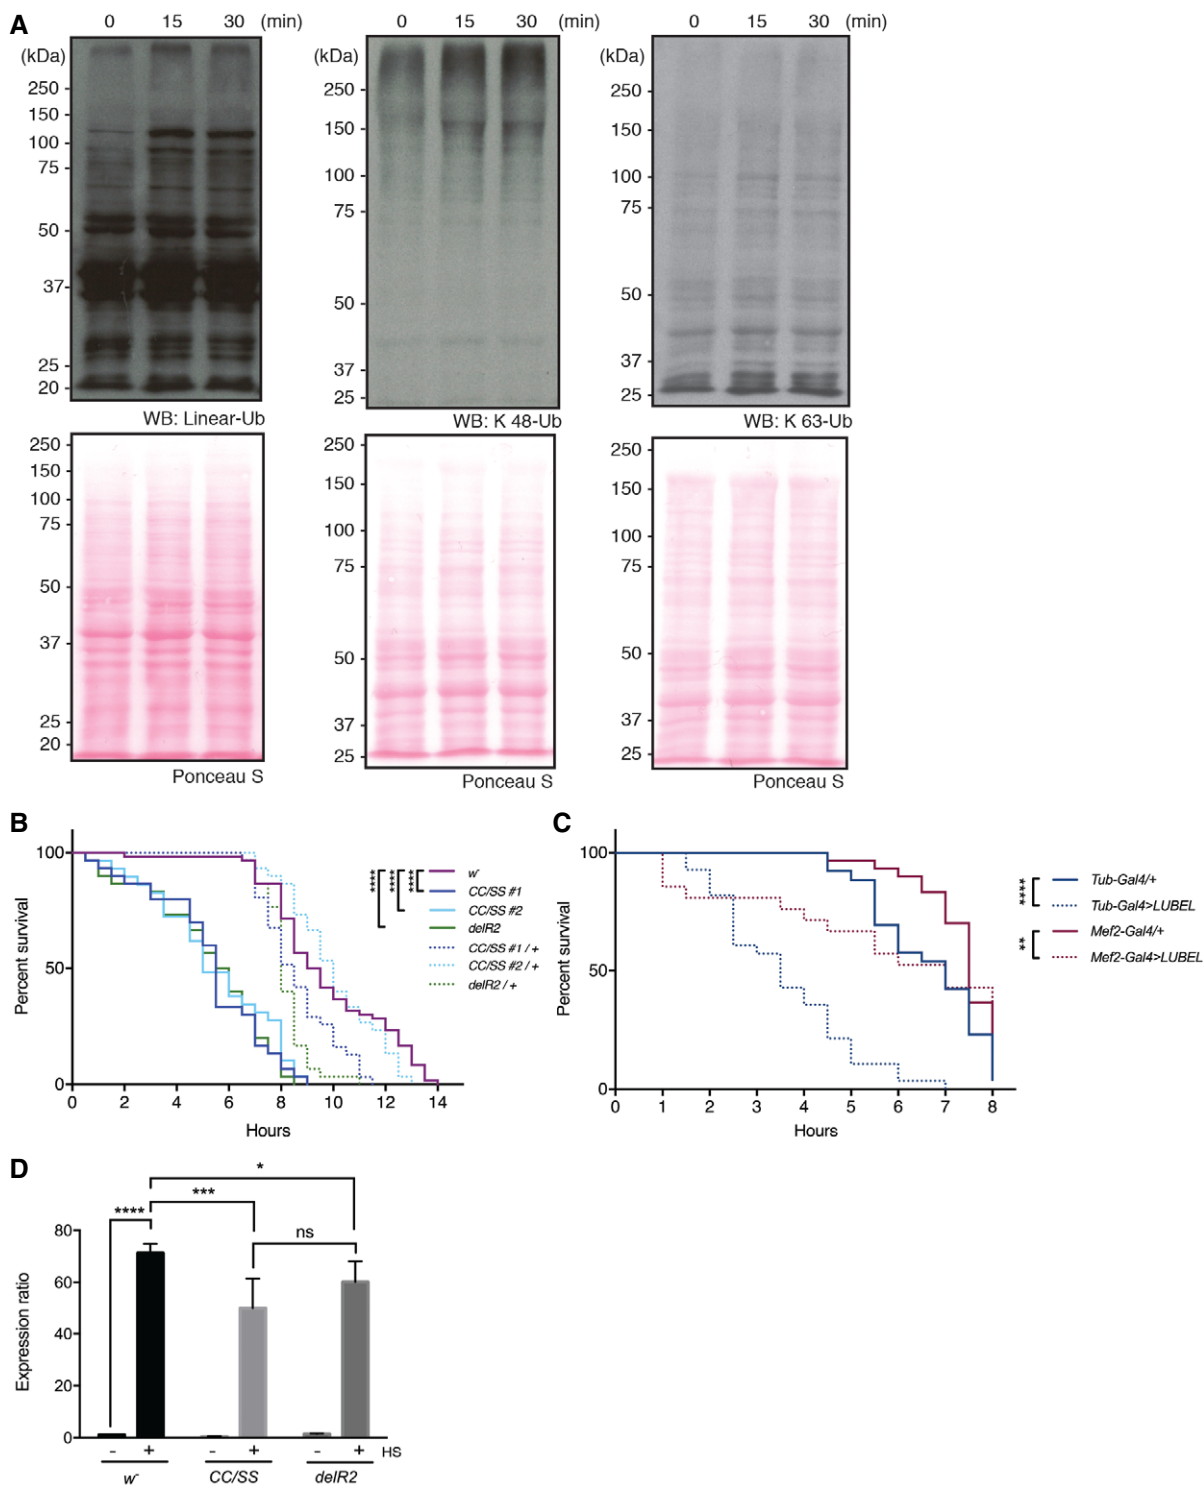 A
0 15 30 (min)
(kDa)
250
150
100
75
50
37
25
20
WB: Linear-Ub
250
150
100
75
50
37
25
20
Ponceau S
0 15 30 (min)
(kDa)
250
150
100
75
50
37
25
WB: K 48-Ub
250
150
100
75
50
37
25
Ponceau S
0 15 30 (min)
(kDa)
250
150
100
75
50
37
25
WB: K 63-Ub
250
150
100
75
50
37
25
Ponceau S
B
Percent survival
100
50
0
0 2 4 6 8 10 12 14
Hours
**** **** ****
w-
CC/SS #1
CC/SS #2
delR2
CC/SS #1 / +
CC/SS #2 / +
delR2 / +
C
Percent survival
100
50
0
0 1 2 3 4 5 6 7 8
Hours
****
**
Tub-Gal4/+
Tub-Gal4>LUBEL
Mef2-Gal4/+
Mef2-Gal4>LUBEL
D
Expression ratio
80
60
40
20
0
*
***
****
ns
- + - + - + HS
w- CC/SS delR2